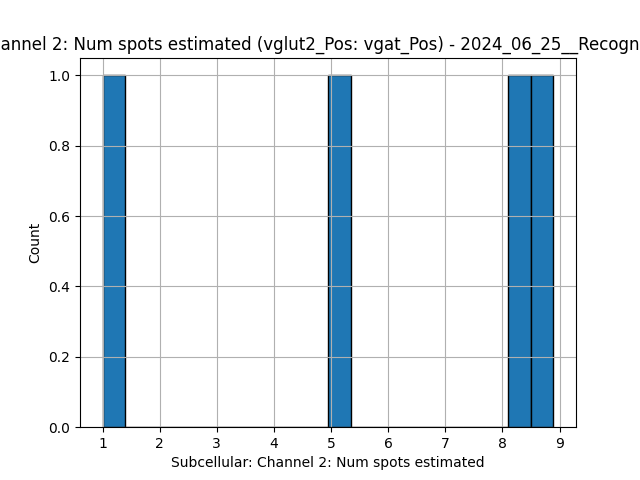 annel 2: Num spots estimated (vglut2_Pos: vgat_Pos) - 2024_06_25__Recogn
1.0
0.8
0.6
0.4
0.2
0.0
Count
1 2 3 4 5 6 7 8 9
Subcellular: Channel 2: Num spots estimated